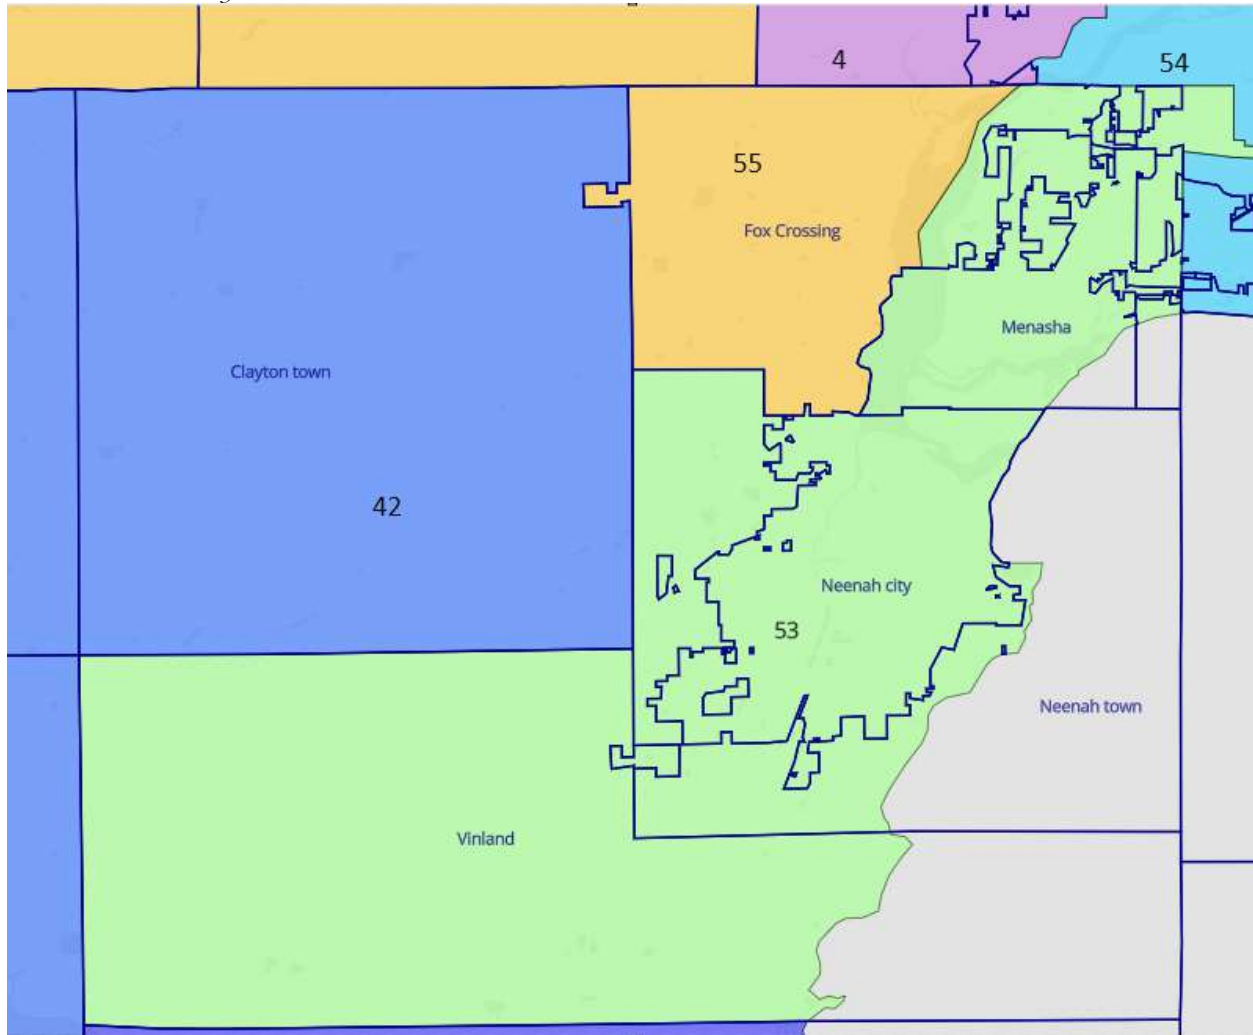 4
54
55
Fox Crossing
Menasha
Clayton town
42
Neenah city
53
Neenah town
Vinland